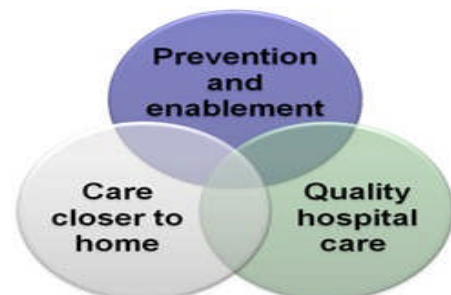 Prevention
and
enablement
Care
closer to
home
Quality
hospital
care